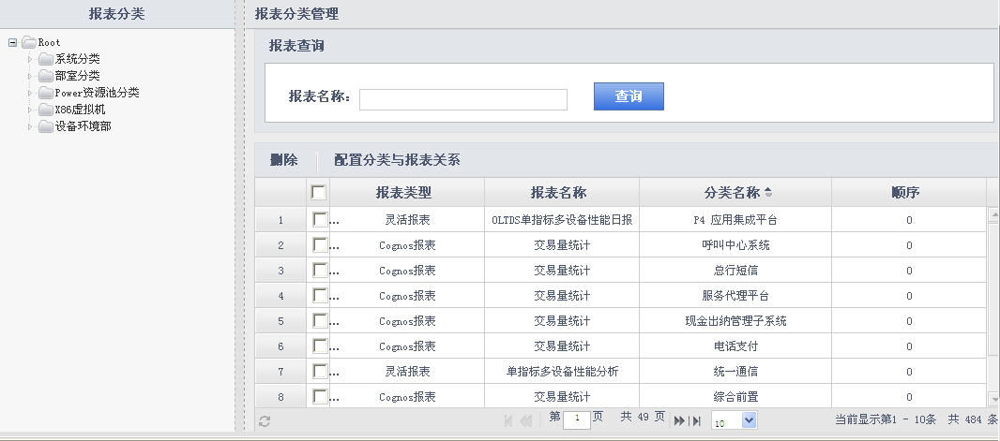 报表分类
Root
系统分类
部室分类
Power资源池分类
X86虚拟机
设备环境部
报表分类管理
报表查询
报表名称: 查询
删除 配置分类与报表关系
报表类型 报表名称 分类名称 顺序
1 ... 灵活报表 OLTDS单指标多设备性能日报 P4 应用集成平台 0
2 ... Cognos报表 交易量统计 呼叫中心系统 0
3 ... Cognos报表 交易量统计 总行短信 0
4 ... Cognos报表 交易量统计 服务代理平台 0
5 ... Cognos报表 交易量统计 现金出纳管理子系统 0
6 ... Cognos报表 交易量统计 电话支付 0
7 ... 灵活报表 单指标多设备性能分析 统一通信 0
8 ... Cognos报表 交易量统计 综合前置 0
第 1 页 共 49 页 10 当前显示第1 - 10条 共 484 条